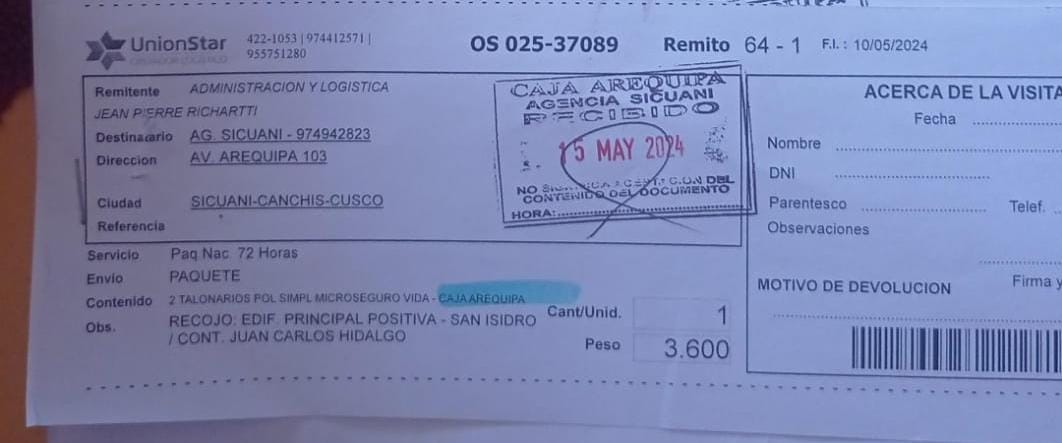 UnionStar
OPERADOR LOGISTICO
422-1053 | 974412571 |
955751280
OS 025-37089
Remito 64 - 1
F.I.: 10/05/2024
Remitente ADMINISTRACION Y LOGISTICA
JEAN PIERRE RICHARTTI
Destinatario AG. SICUANI - 974942823
Direccion AV. AREQUIPA 103
Ciudad SICUANI-CANCHIS-CUSCO
Referencia
CAJA AREQUIPA
AGENCIA SICUANI
RECIBIDO
15 MAY 2024
NO DEL
CONTENIDO DEL DOCUMENTO
HORA:
Servicio Paq Nac. 72 Horas
Envio PAQUETE
Contenido 2 TALONARIOS POL SIMPL MICROSEGURO VIDA - CAJA AREQUIPA
Obs. RECOJO: EDIF. PRINCIPAL POSITIVA - SAN ISIDRO
/ CONT. JUAN CARLOS HIDALGO
Cant/Unid. 1
Peso 3.600
ACERCA DE LA VISITA
Fecha
Nombre
DNI
Parentesco
Telef.
Observaciones
MOTIVO DE DEVOLUCION
Firma y